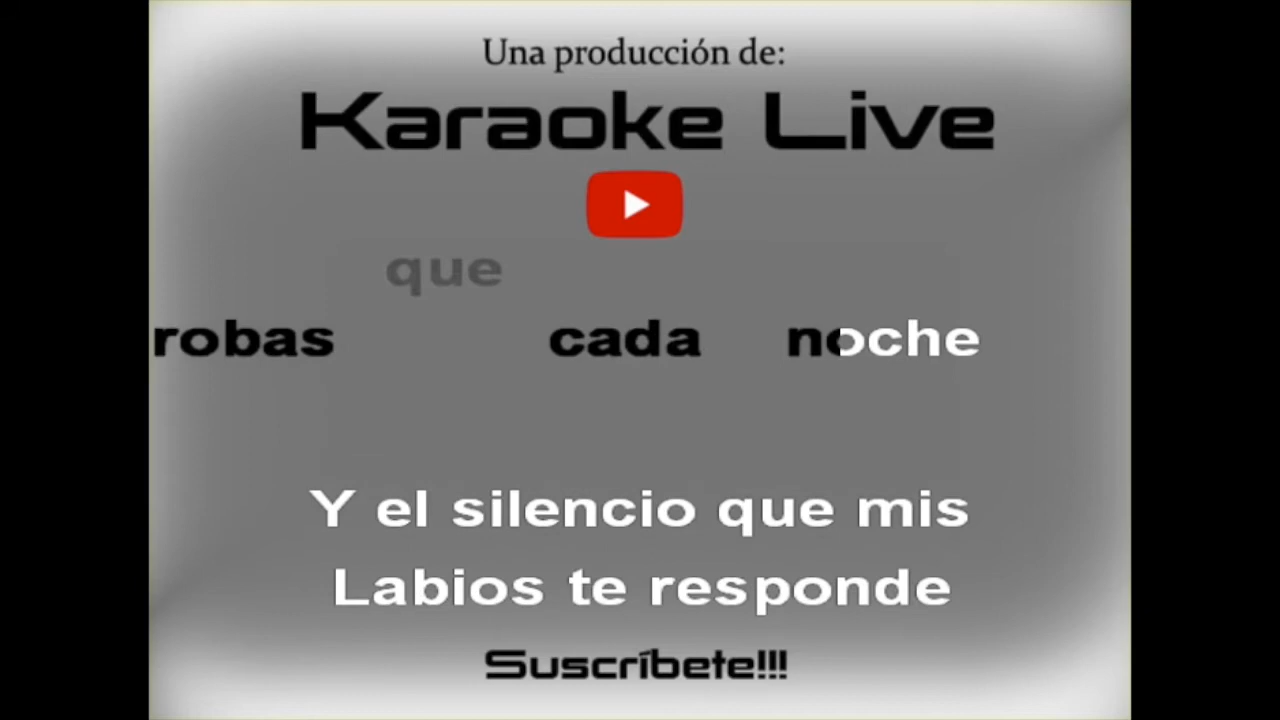 Una producción de:
Karaoke Live
que
robas cada noche
Y el silencio que mis
Labios te responde
Suscríbete!!!